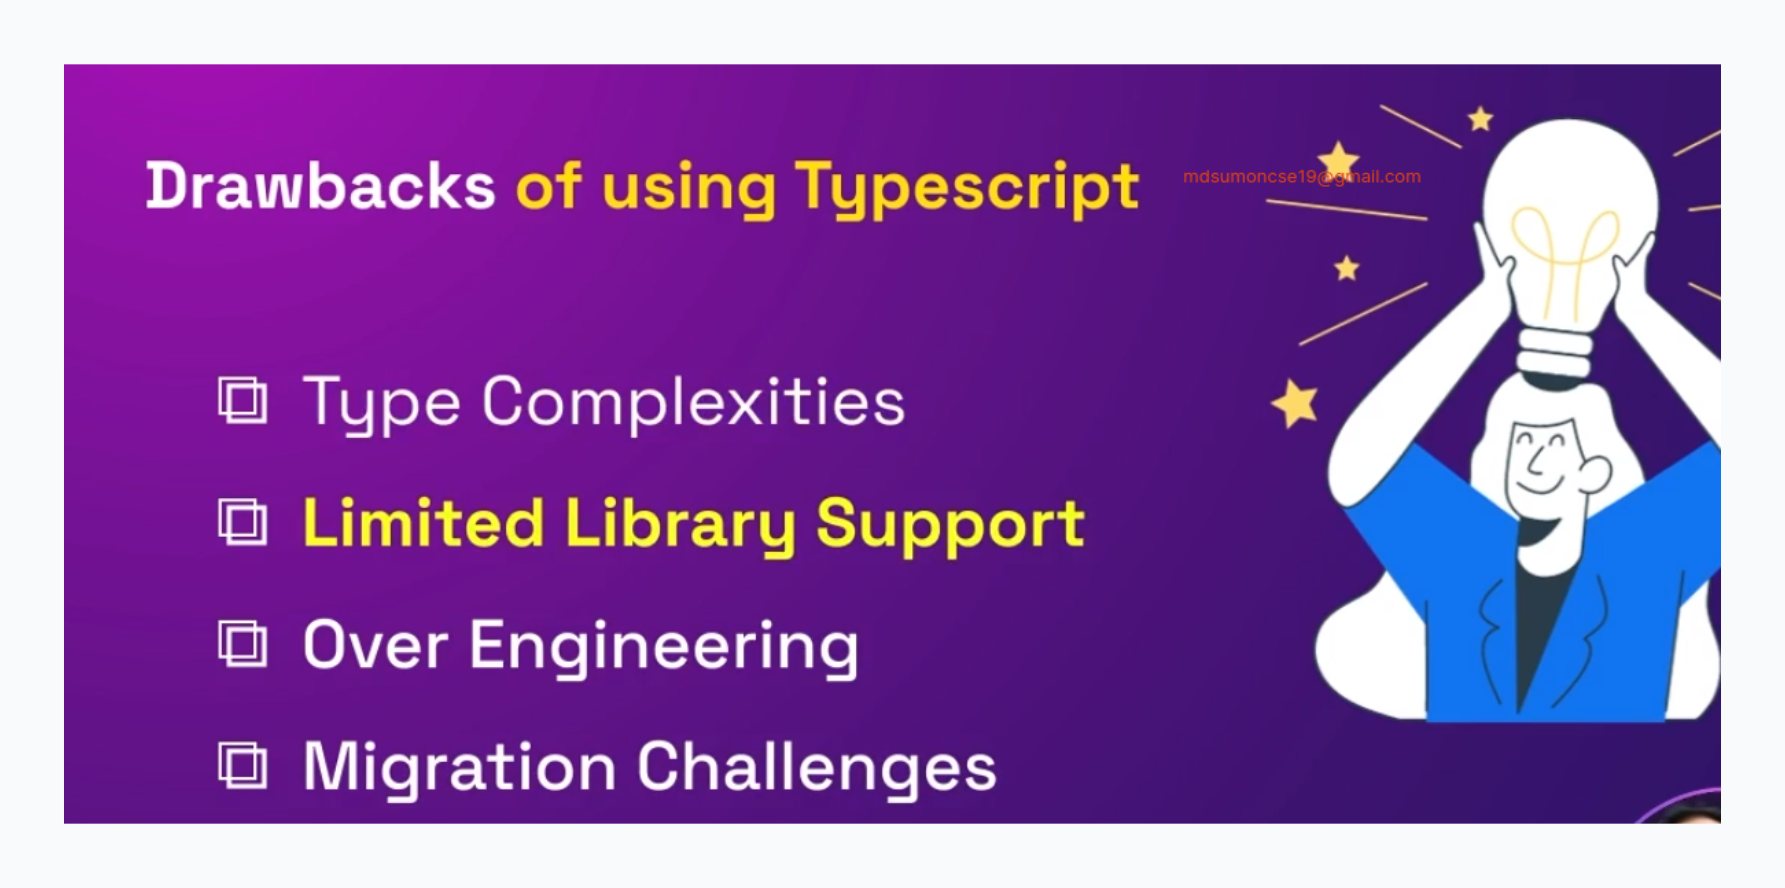 Drawbacks of using Typescript
mdsumoncse19@gmail.com
Type Complexities
Limited Library Support
Over Engineering
Migration Challenges